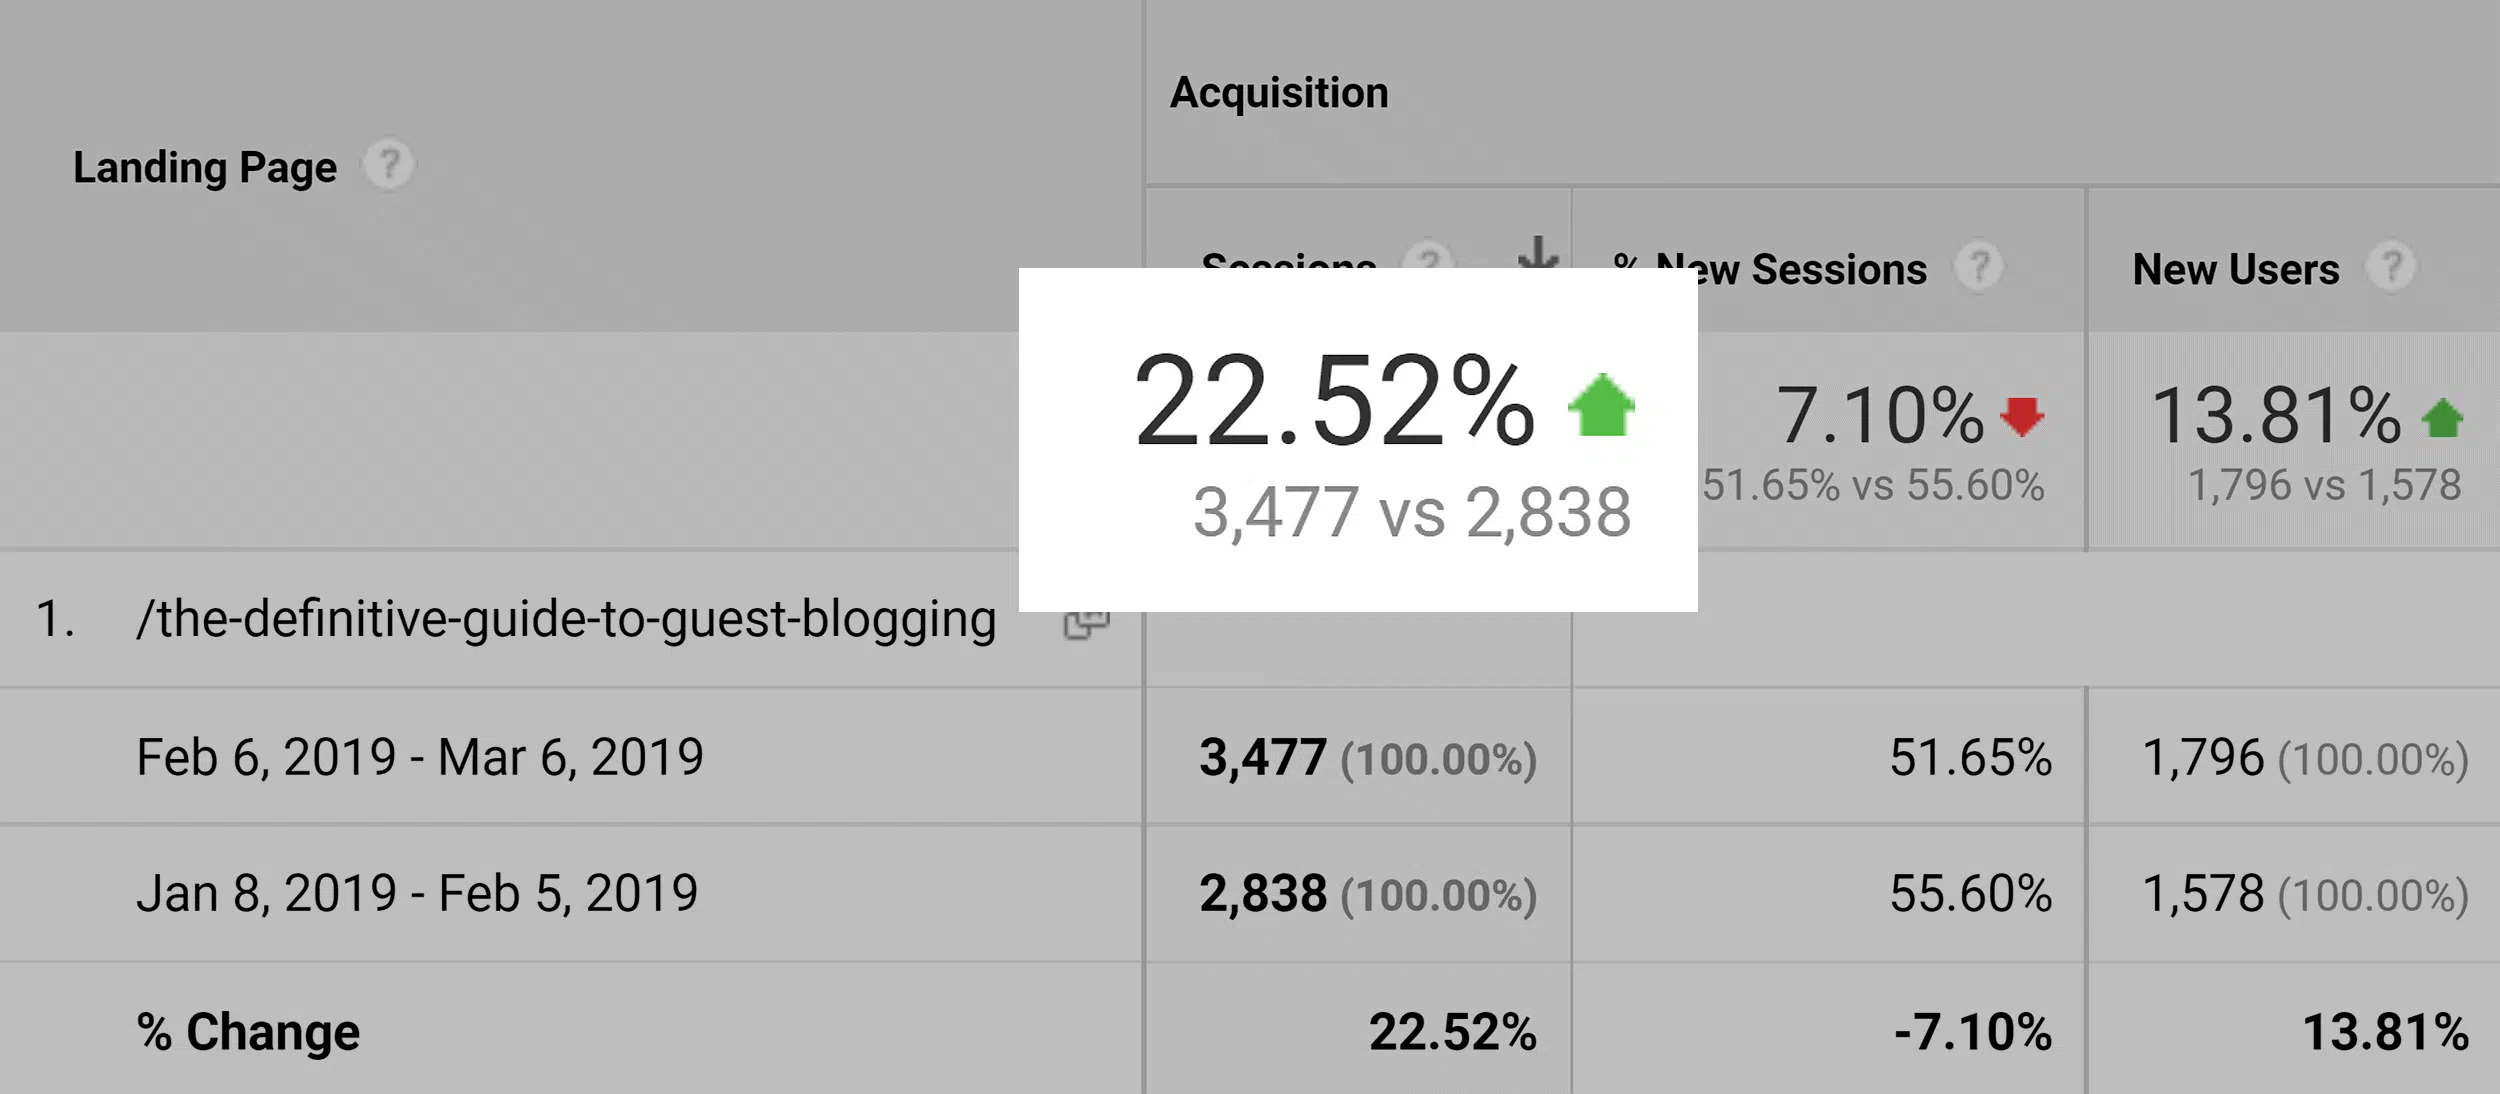 Acquisition
Landing Page ?
Sessions ? % New Sessions ? New Users ?
22.52% 7.10% 13.81%
3,477 vs 2,838 51.65% vs 55.60% 1,796 vs 1,578
1. /the-definitive-guide-to-guest-blogging
Feb 6, 2019 - Mar 6, 2019 3,477 (100.00%) 51.65% 1,796 (100.00%)
Jan 8, 2019 - Feb 5, 2019 2,838 (100.00%) 55.60% 1,578 (100.00%)
% Change 22.52% -7.10% 13.81%